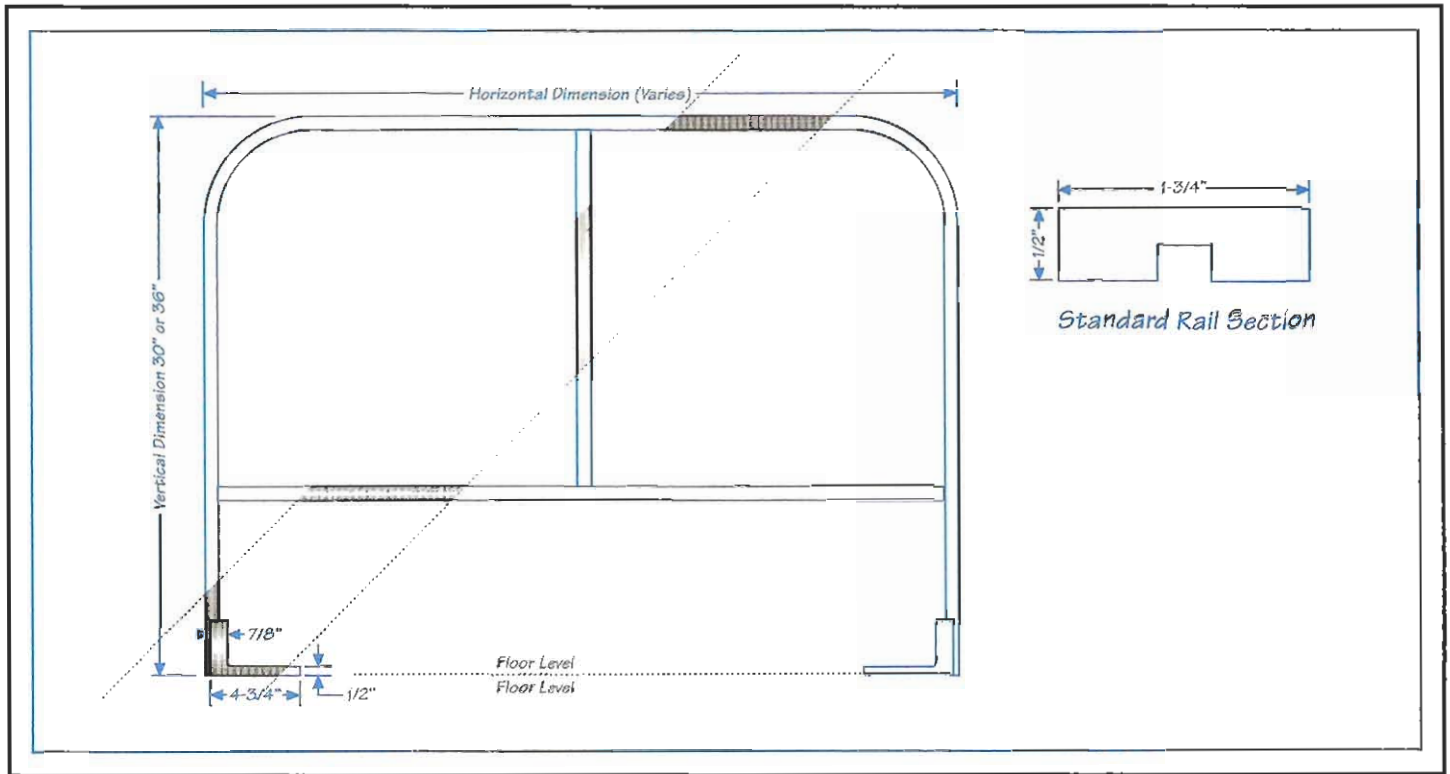 Horizontal Dimension (Varies)
Vertical Dimension 30" or 36"
1-3/4"
1/2"
Standard Rail Section
7/8"
Floor Level
Floor Level
4-3/4"
1/2"